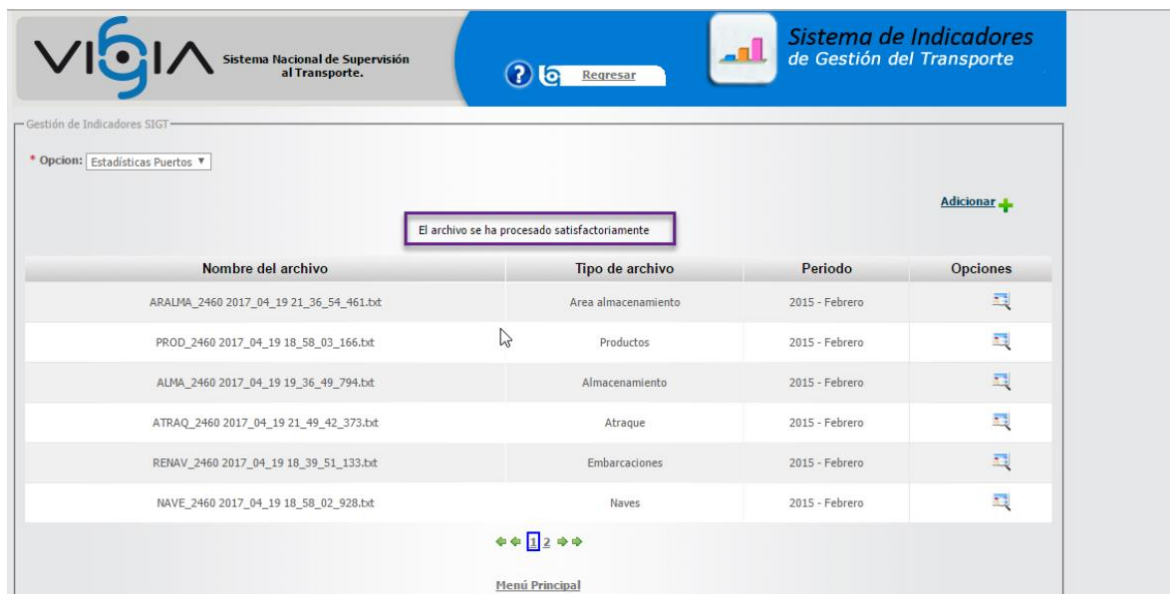 VIGIA
Sistema Nacional de Supervisión
al Transporte.
? Regresar
Sistema de Indicadores
de Gestión del Transporte
Gestión de Indicadores SIGT
* Opcion: Estadísticas Puertos ▼
Adicionar
El archivo se ha procesado satisfactoriamente
Nombre del archivo Tipo de archivo Periodo Opciones
ARALMA_2460 2017_04_19 21_36_54_461.txt Area almacenamiento 2015 - Febrero
PROD_2460 2017_04_19 18_58_03_166.txt Productos 2015 - Febrero
ALMA_2460 2017_04_19 19_36_49_794.txt Almacenamiento 2015 - Febrero
ATRAQ_2460 2017_04_19 21_49_42_373.txt Atraque 2015 - Febrero
RENAV_2460 2017_04_19 18_39_51_133.txt Embarcaciones 2015 - Febrero
NAVE_2460 2017_04_19 18_58_02_928.txt Naves 2015 - Febrero
1 2
Menú Principal